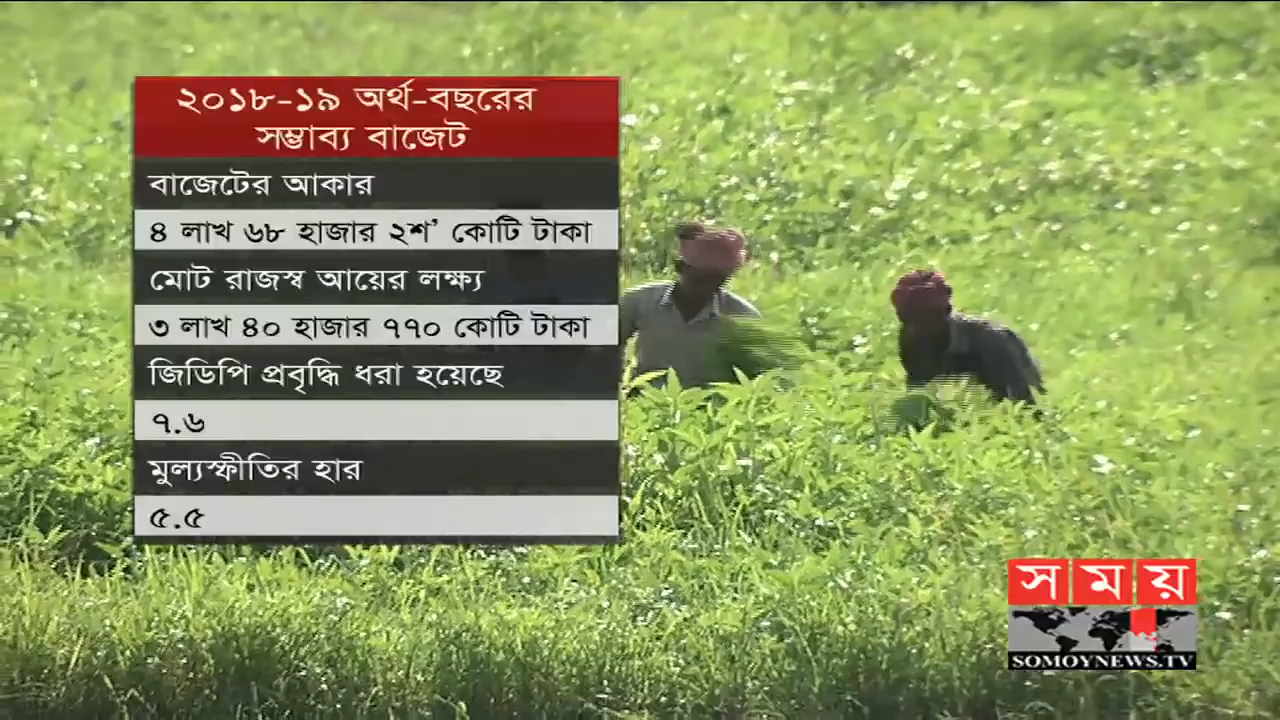 ২০১৮-১৯ অর্থ-বছরের
সম্ভাব্য বাজেট
বাজেটের আকার
৪ লাখ ৬৮ হাজার ২শ’ কোটি টাকা
মোট রাজস্ব আয়ের লক্ষ্য
৩ লাখ ৪০ হাজার ৭৭০ কোটি টাকা
জিডিপি প্রবৃদ্ধি ধরা হয়েছে
৭.৬
মুল্যস্ফীতির হার
৫.৫
সময়
SOMOYNEWS.TV